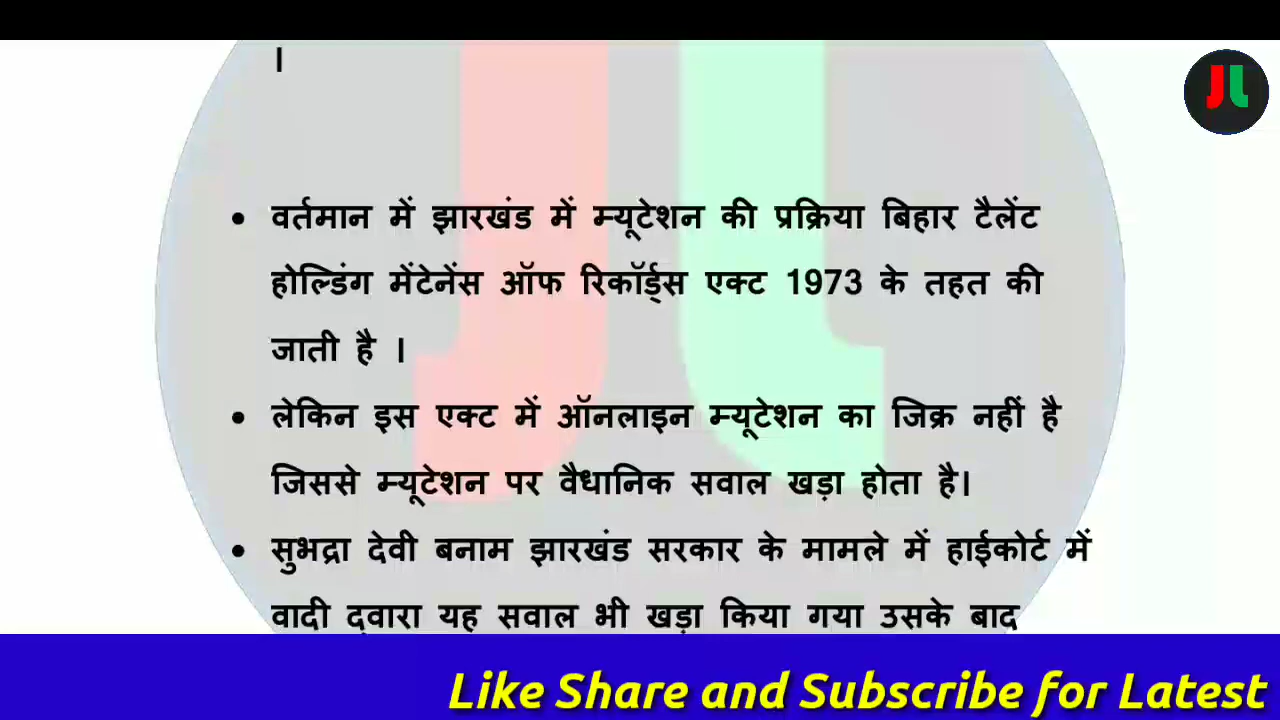 ।
• वर्तमान में झारखंड में म्यूटेशन की प्रक्रिया बिहार टैलेंट
होल्डिंग मेंटेनेंस ऑफ रिकॉर्ड्स एक्ट 1973 के तहत की
जाती है ।
• लेकिन इस एक्ट में ऑनलाइन म्यूटेशन का जिक्र नहीं है
जिससे म्यूटेशन पर वैधानिक सवाल खड़ा होता है।
• सुभद्रा देवी बनाम झारखंड सरकार के मामले में हाईकोर्ट में
वादी द्वारा यह सवाल भी खड़ा किया गया उसके बाद
Like Share and Subscribe for Latest